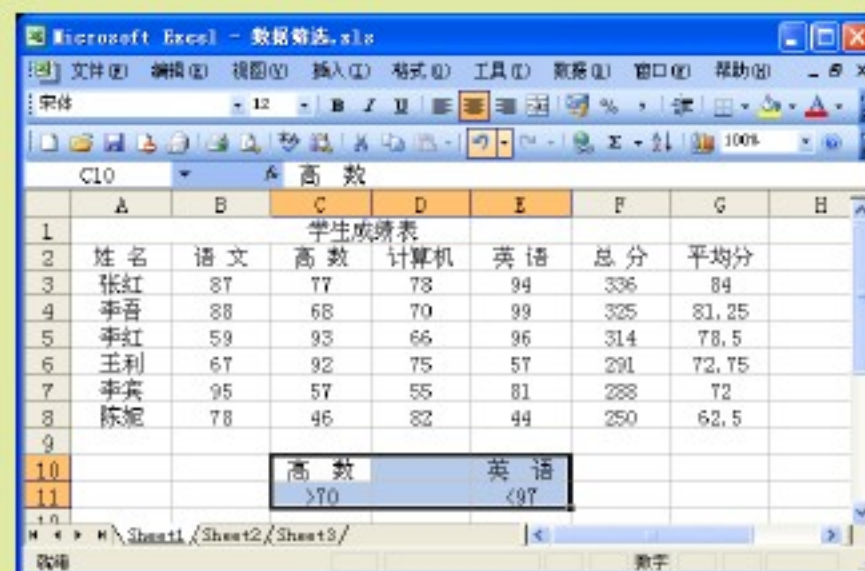 Microsoft Excel - 数据筛选.xls
文件(F) 编辑(E) 视图(V) 插入(I) 格式(O) 工具(T) 数据(D) 窗口(W) 帮助(H)
宋体 12 B I U %
Σ 100%
C10 fx 高 数
A B C D E F G H
1 学生成绩表
2 姓 名 语 文 高 数 计算机 英 语 总 分 平均分
3 张红 87 77 78 94 336 84
4 李吾 88 68 70 99 325 81.25
5 李红 59 93 66 96 314 78.5
6 王利 67 92 75 57 291 72.75
7 李宾 95 57 55 81 288 72
8 陈妮 78 46 82 44 250 62.5
9
10 高 数 英 语
11 >70 <97
Sheet1 Sheet2 Sheet3
就绪 数字